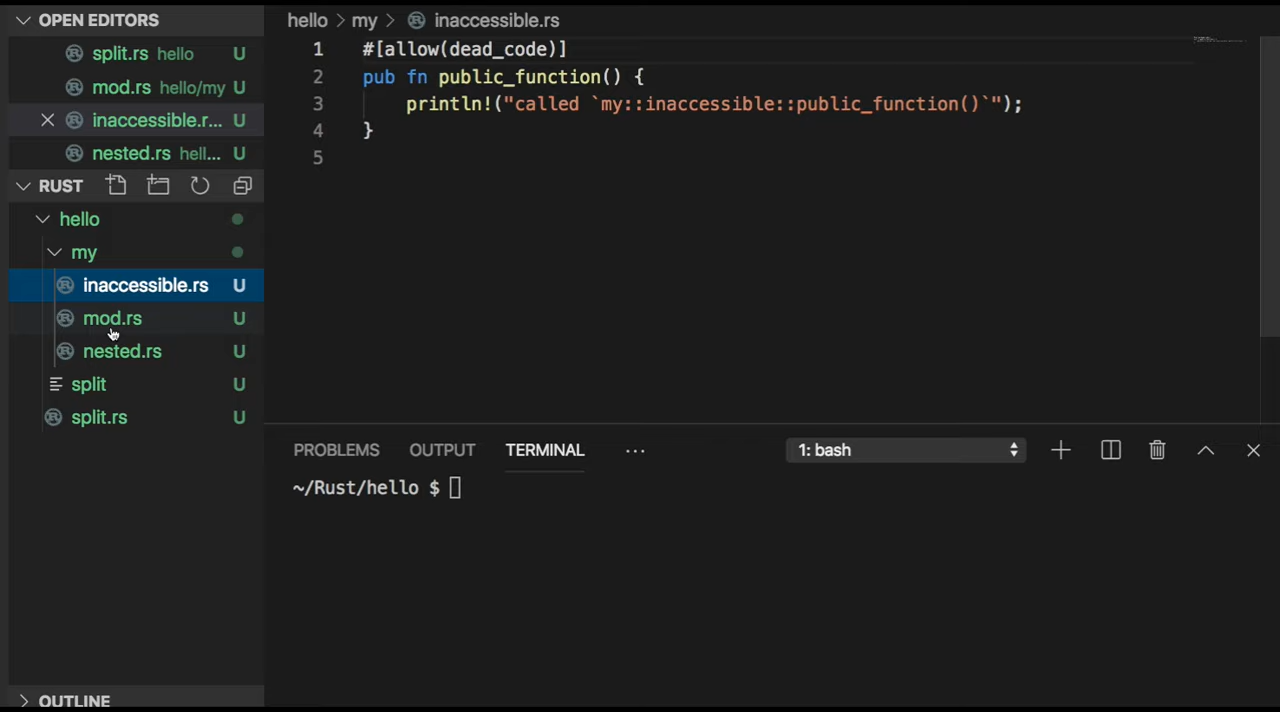 OPEN EDITORS
split.rs hello U
mod.rs hello/my U
inaccessible.r... U
nested.rs hell... U
RUST
hello
my
inaccessible.rs U
mod.rs U
nested.rs U
split U
split.rs U
OUTLINE
hello > my > inaccessible.rs
1 #[allow(dead_code)]
2 pub fn public_function() {
3 println!("called `my::inaccessible::public_function()`");
4 }
5
PROBLEMS OUTPUT TERMINAL ... 1: bash
~/Rust/hello $